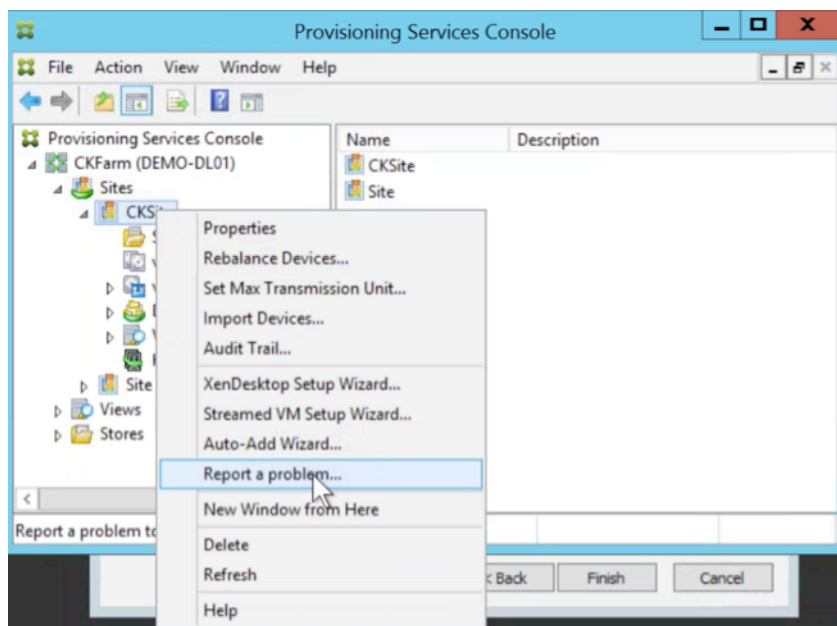 Provisioning Services Console
File Action View Window Help
Provisioning Services Console
CKFarm (DEMO-DL01)
Sites
Site
Views
Stores
Name Description
CKSite
Site
Properties
Rebalance Devices...
Set Max Transmission Unit...
Import Devices...
Audit Trail...
XenDesktop Setup Wizard...
Streamed VM Setup Wizard...
Auto-Add Wizard...
Report a problem...
New Window from Here
Delete
Refresh
Help
Report a problem
< Back Finish Cancel